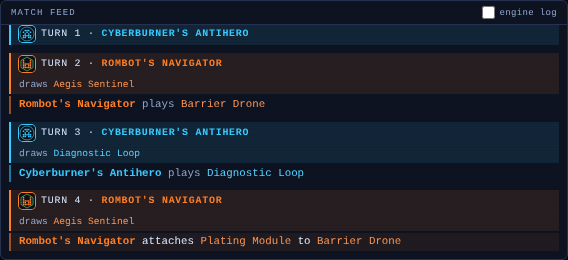 MATCH FEED
engine log
TURN 1 · CYBERBURNER'S ANTIHERO
TURN 2 · ROMBOT'S NAVIGATOR
draws Aegis Sentinel
Rombot's Navigator plays Barrier Drone
TURN 3 · CYBERBURNER'S ANTIHERO
draws Diagnostic Loop
Cyberburner's Antihero plays Diagnostic Loop
TURN 4 · ROMBOT'S NAVIGATOR
draws Aegis Sentinel
Rombot's Navigator attaches Plating Module to Barrier Drone